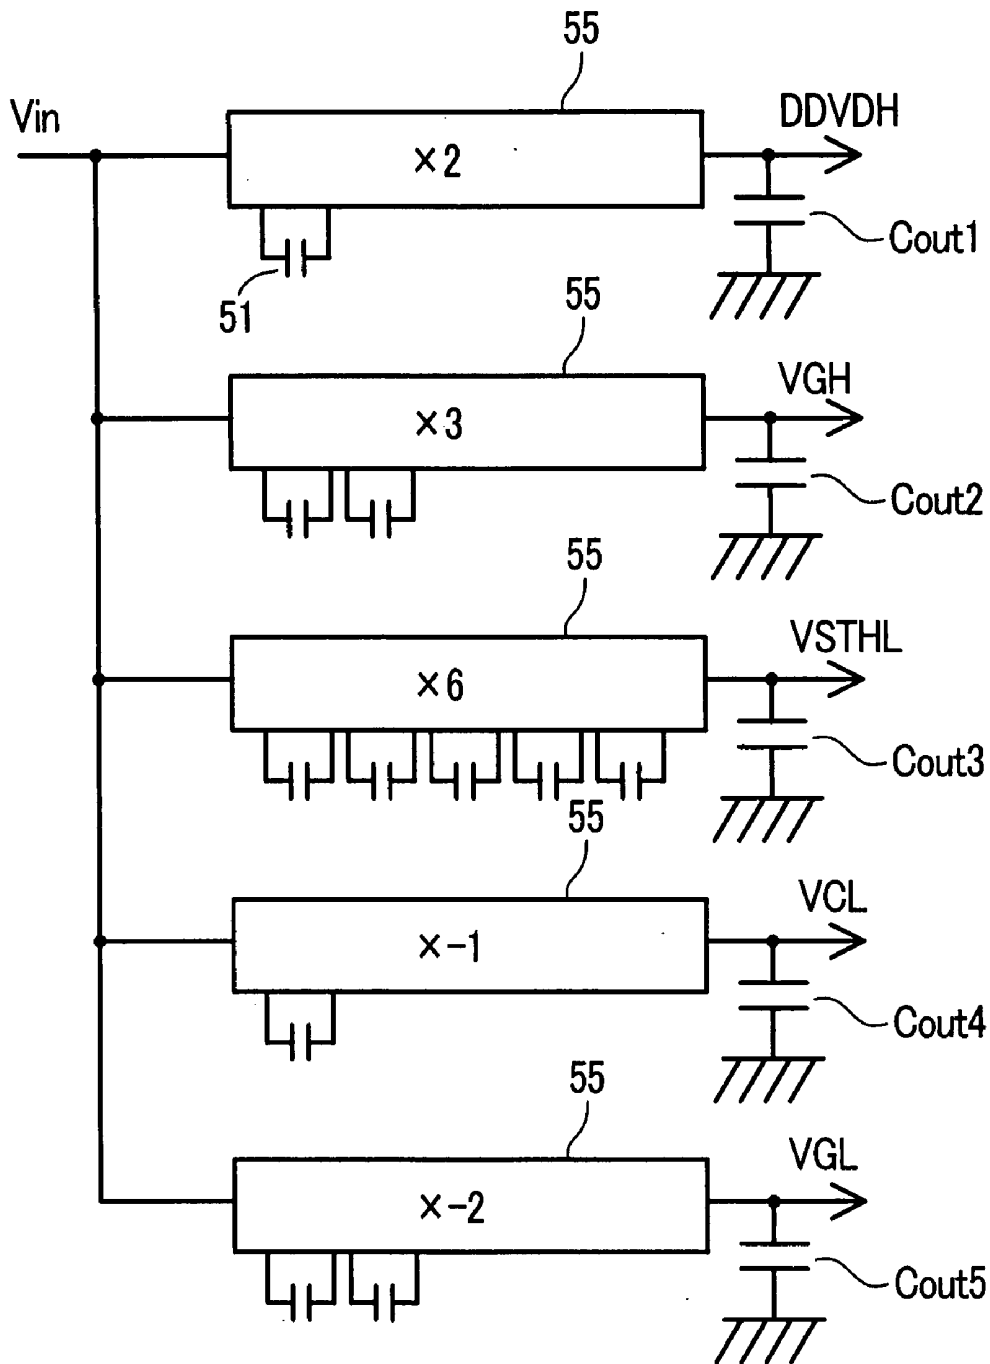 55
Vin
DDVDH
×2
Cout1
51
55
VGH
×3
Cout2
55
VSTHL
×6
Cout3
55
VCL
×-1
Cout4
55
VGL
×-2
Cout5